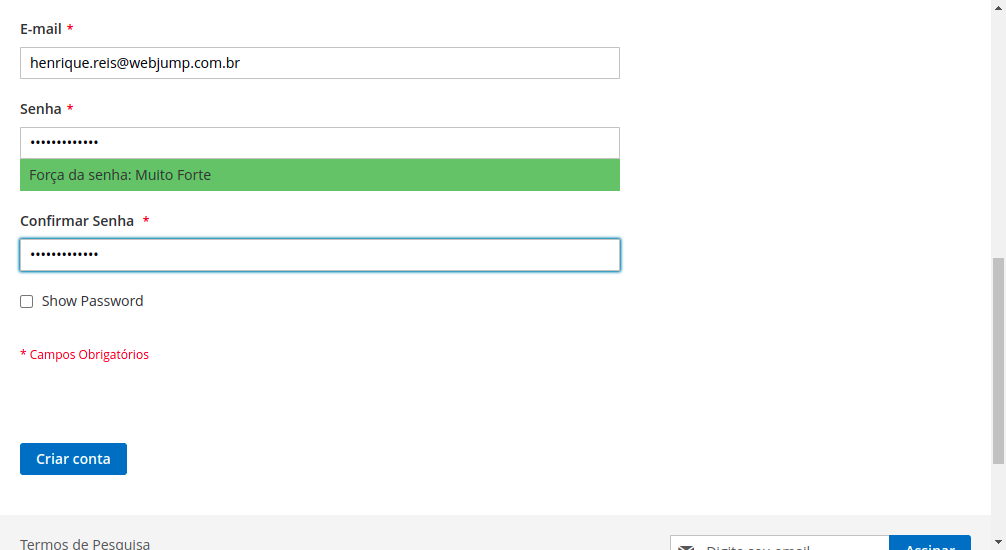 E-mail *
henrique.reis@webjump.com.br
Senha *
•••••••••••••
Força da senha: Muito Forte
Confirmar Senha *
•••••••••••••
Show Password
* Campos Obrigatórios
Criar conta
Termos de Pesquisa
Digite seu email
Assinar